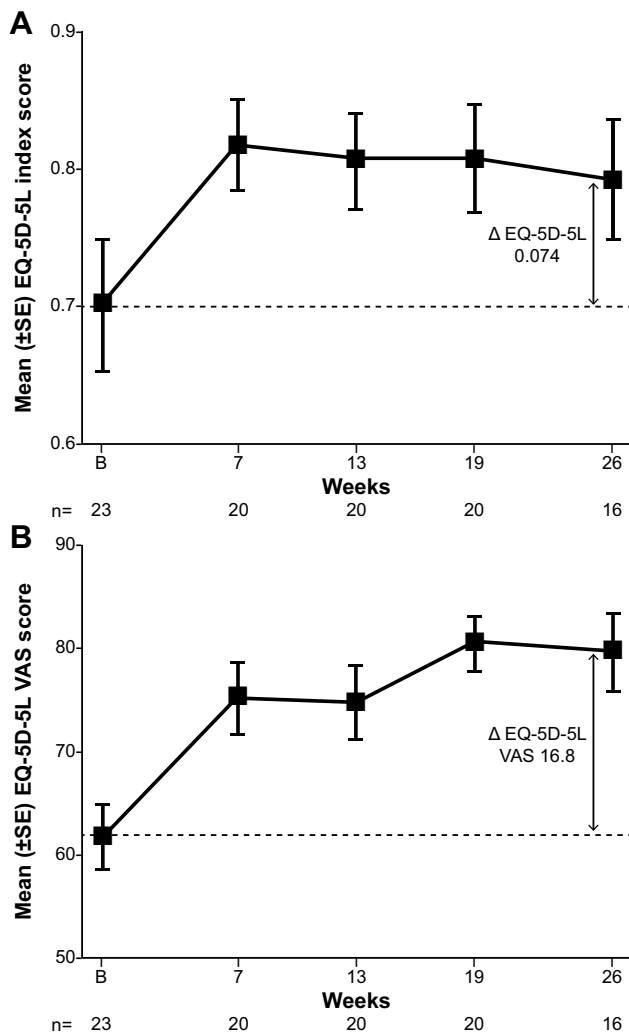 A
Mean (±SE) EQ-5D-5L index score
0.9
0.8
0.7
0.6
Δ EQ-5D-5L
0.074
B 7 13 19 26
Weeks
n= 23 20 20 20 16
B
Mean (±SE) EQ-5D-5L VAS score
90
80
70
60
50
Δ EQ-5D-5L
VAS 16.8
B 7 13 19 26
Weeks
n= 23 20 20 20 16